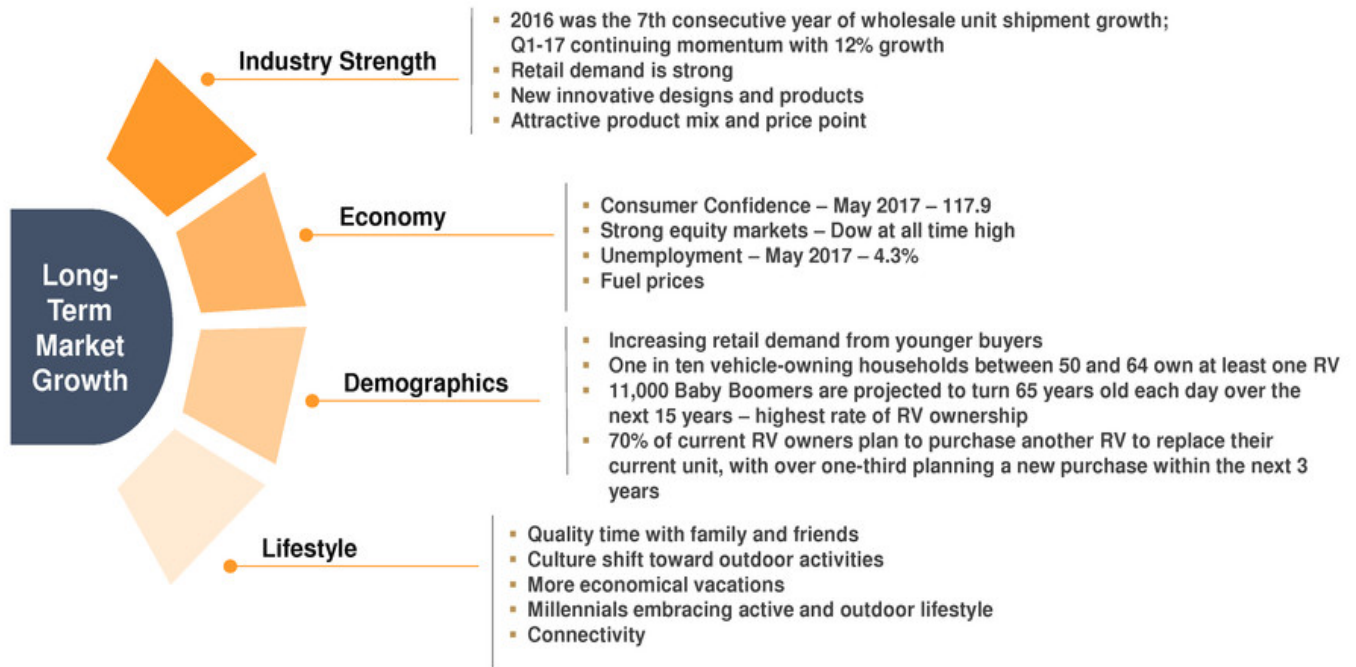 Long-
Term
Market
Growth
Industry Strength
▪ 2016 was the 7th consecutive year of wholesale unit shipment growth;
Q1-17 continuing momentum with 12% growth
▪ Retail demand is strong
▪ New innovative designs and products
▪ Attractive product mix and price point
Economy
▪ Consumer Confidence – May 2017 – 117.9
▪ Strong equity markets – Dow at all time high
▪ Unemployment – May 2017 – 4.3%
▪ Fuel prices
Demographics
▪ Increasing retail demand from younger buyers
▪ One in ten vehicle-owning households between 50 and 64 own at least one RV
▪ 11,000 Baby Boomers are projected to turn 65 years old each day over the
next 15 years – highest rate of RV ownership
▪ 70% of current RV owners plan to purchase another RV to replace their
current unit, with over one-third planning a new purchase within the next 3
years
Lifestyle
▪ Quality time with family and friends
▪ Culture shift toward outdoor activities
▪ More economical vacations
▪ Millennials embracing active and outdoor lifestyle
▪ Connectivity